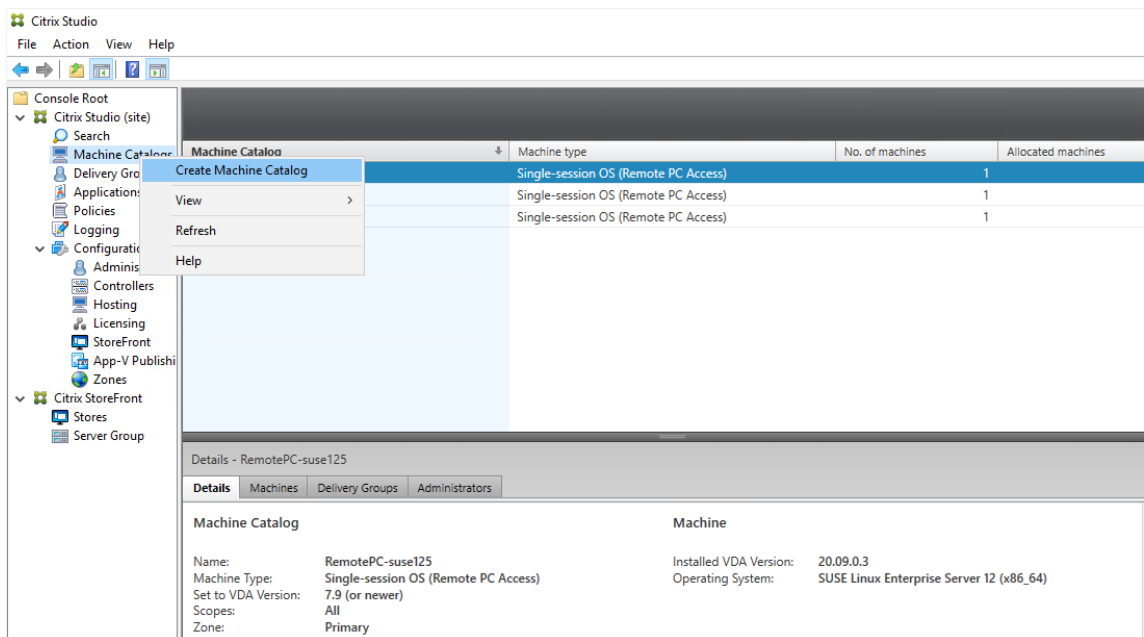 Citrix Studio
File Action View Help
Console Root
Citrix Studio (site)
Search
Machine Catalogs
Delivery Gro
Applications
Policies
Logging
Configuratio
Adminis
Controllers
Hosting
Licensing
StoreFront
App-V Publishi
Zones
Citrix StoreFront
Stores
Server Group
Create Machine Catalog
View
Refresh
Help
Machine Catalog Machine type No. of machines Allocated machines
Single-session OS (Remote PC Access) 1
Single-session OS (Remote PC Access) 1
Single-session OS (Remote PC Access) 1
Details - RemotePC-suse125
Details Machines Delivery Groups Administrators
Machine Catalog
Name: RemotePC-suse125
Machine Type: Single-session OS (Remote PC Access)
Set to VDA Version: 7.9 (or newer)
Scopes: All
Zone: Primary
Machine
Installed VDA Version: 20.09.0.3
Operating System: SUSE Linux Enterprise Server 12 (x86_64)